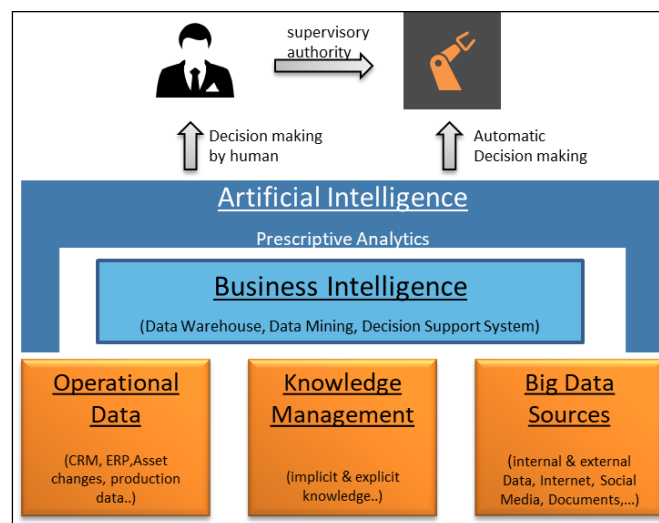 supervisory
authority
Decision making
by human
Automatic
Decision making
Artificial Intelligence
Prescriptive Analytics
Business Intelligence
(Data Warehouse, Data Mining, Decision Support System)
Operational
Data
(CRM, ERP,Asset
changes, production
data..)
Knowledge
Management
(implicit & explicit
knowledge..)
Big Data
Sources
(internal & external
Data, Internet, Social
Media, Documents,...)